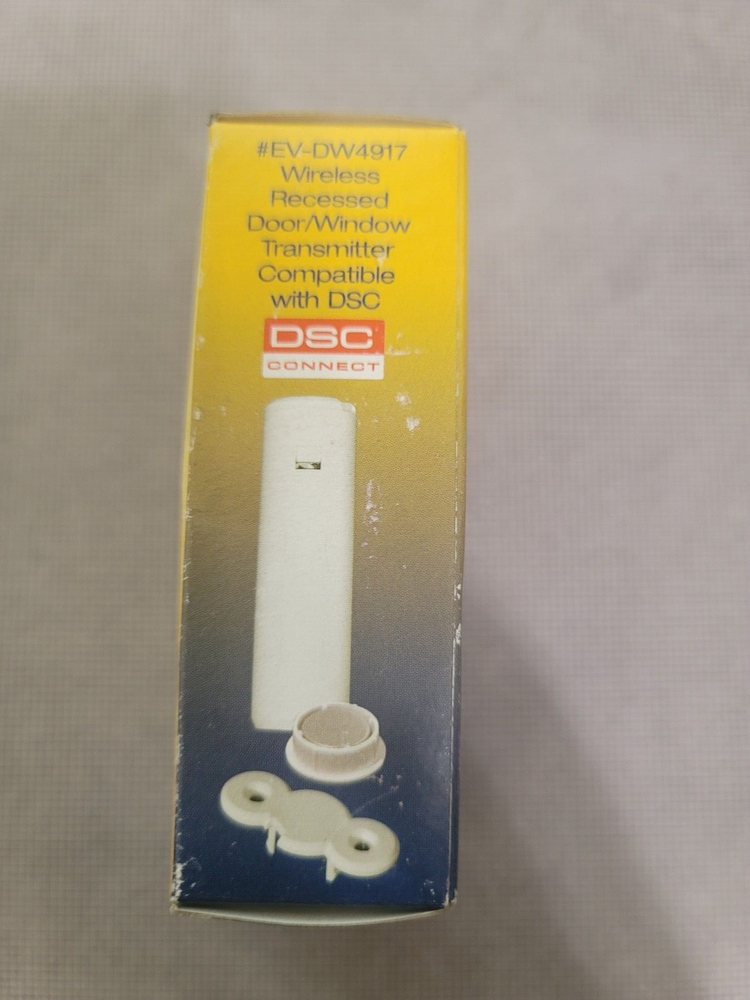 #EV-DW4917
Wireless
Recessed
Door/Window
Transmitter
Compatible
with DSC
DSC
CONNECT